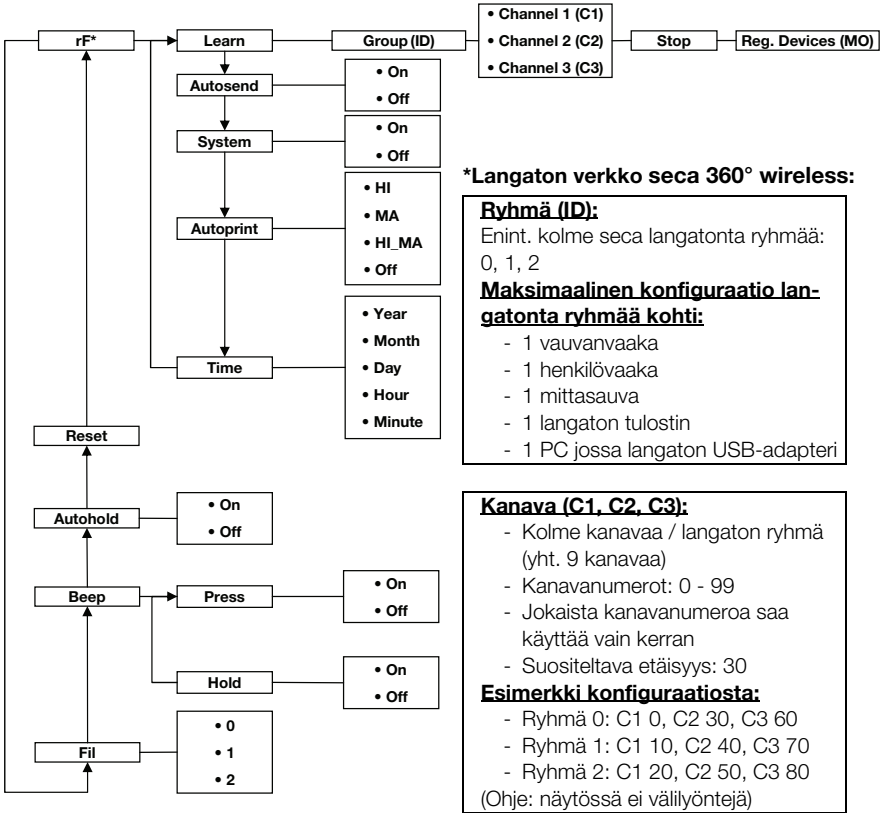 rF*
Learn
Group (ID)
• Channel 1 (C1)
• Channel 2 (C2)
• Channel 3 (C3)
Stop
Reg. Devices (MO)
Autosend
• On
• Off
System
• On
• Off
Autoprint
• HI
• MA
• HI_MA
• Off
Time
• Year
• Month
• Day
• Hour
• Minute
Reset
Autohold
• On
• Off
Beep
Press
• On
• Off
Hold
• On
• Off
Fil
• 0
• 1
• 2
*Langaton verkko seca 360° wireless:
Ryhmä (ID):
Enint. kolme seca langatonta ryhmää:
0, 1, 2
Maksimaalinen konfiguraatio lan-
gatonta ryhmää kohti:
- 1 vauvanvaaka
- 1 henkilövaaka
- 1 mittasauva
- 1 langaton tulostin
- 1 PC jossa langaton USB-adapteri
Kanava (C1, C2, C3):
- Kolme kanavaa / langaton ryhmä
(yht. 9 kanavaa)
- Kanavanumerot: 0 - 99
- Jokaista kanavanumeroa saa
käyttää vain kerran
- Suositeltava etäisyys: 30
Esimerkki konfiguraatiosta:
- Ryhmä 0: C1 0, C2 30, C3 60
- Ryhmä 1: C1 10, C2 40, C3 70
- Ryhmä 2: C1 20, C2 50, C3 80
(Ohje: näytössä ei välilyöntejä)